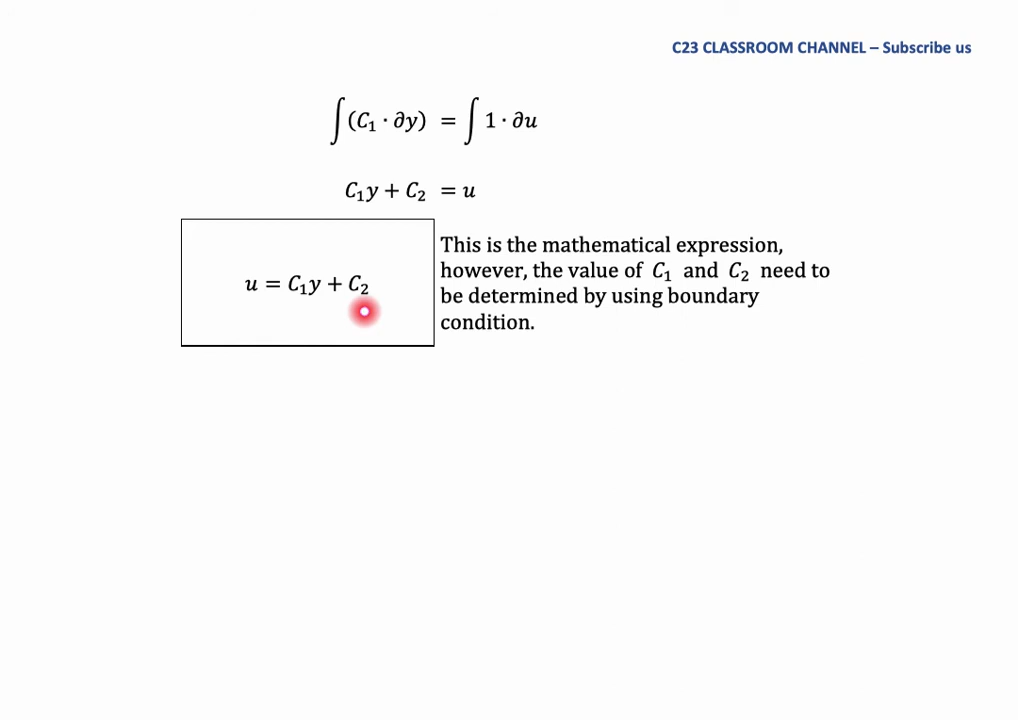 C23 CLASSROOM CHANNEL – Subscribe us
∫(C₁ · ∂y) = ∫ 1 · ∂u
C₁y + C₂ = u
This is the mathematical expression,
however, the value of C₁ and C₂ need to
be determined by using boundary
condition.
u = C₁y + C₂